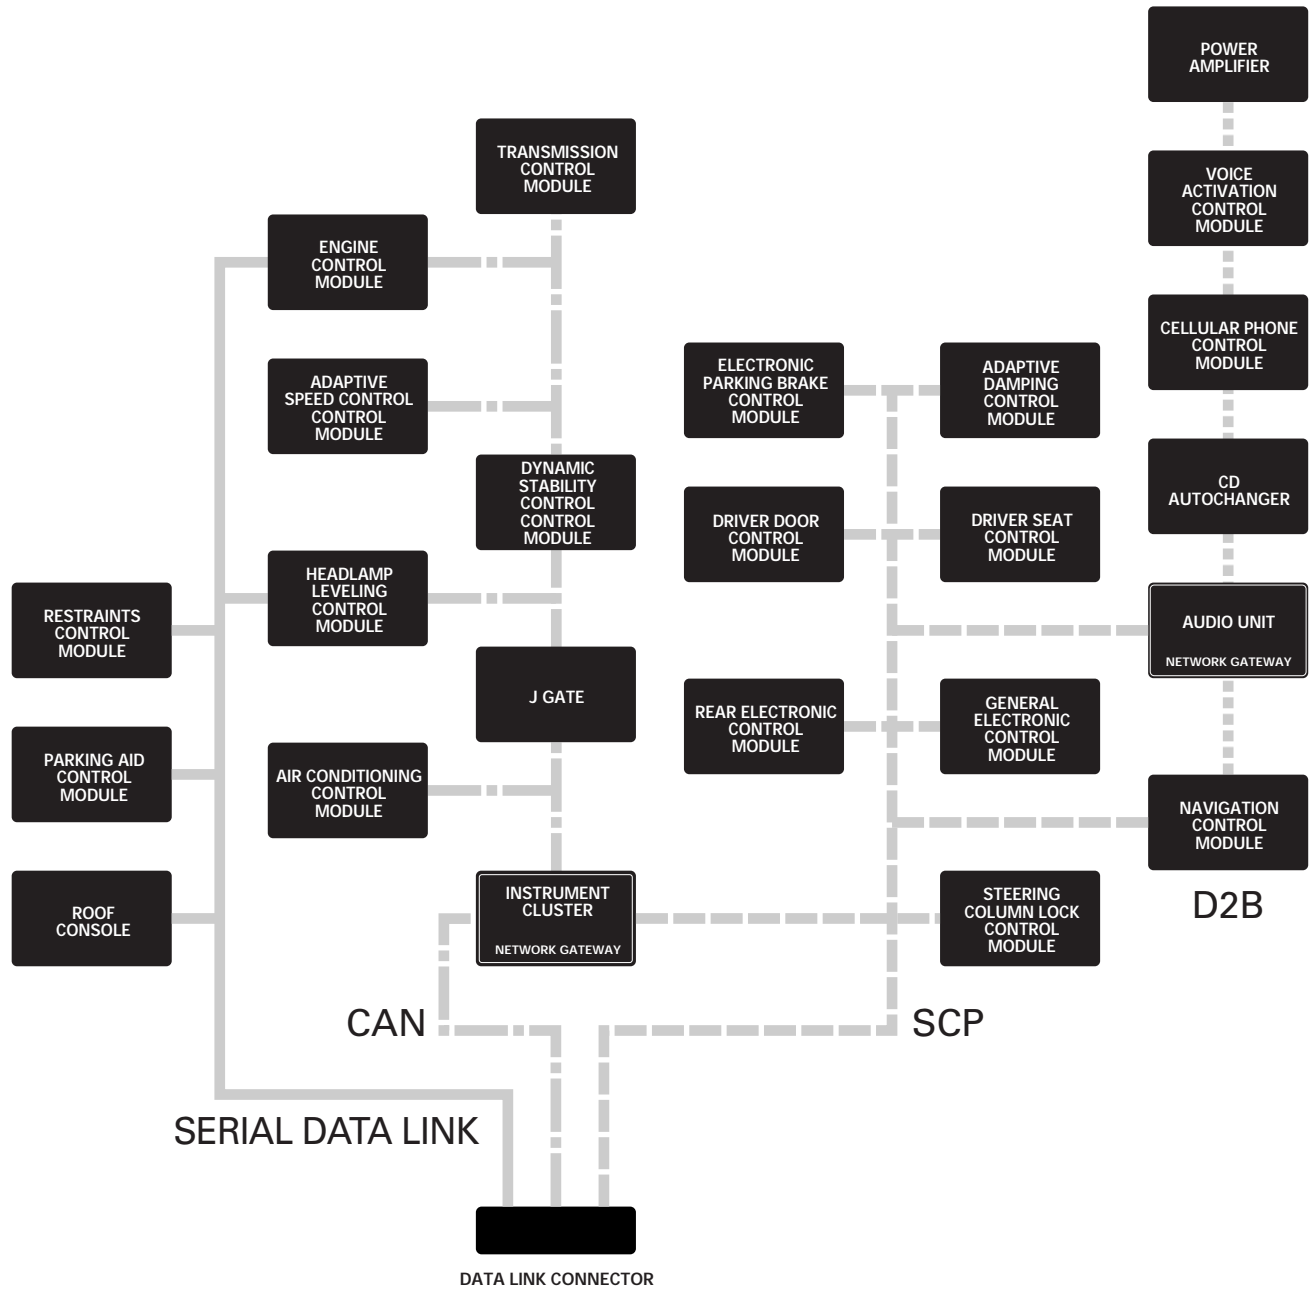 POWER
AMPLIFIER
TRANSMISSION
CONTROL
MODULE
VOICE
ACTIVATION
CONTROL
MODULE
ENGINE
CONTROL
MODULE
CELLULAR PHONE
CONTROL
MODULE
ADAPTIVE
SPEED CONTROL
CONTROL
MODULE
ELECTRONIC
PARKING BRAKE
CONTROL
MODULE
ADAPTIVE
DAMPING
CONTROL
MODULE
DYNAMIC
STABILITY
CONTROL
CONTROL
MODULE
CD
AUTOCHANGER
DRIVER DOOR
CONTROL
MODULE
DRIVER SEAT
CONTROL
MODULE
HEADLAMP
LEVELING
CONTROL
MODULE
RESTRAINTS
CONTROL
MODULE
AUDIO UNIT
NETWORK GATEWAY
J GATE
REAR ELECTRONIC
CONTROL
MODULE
GENERAL
ELECTRONIC
CONTROL
MODULE
PARKING AID
CONTROL
MODULE
AIR CONDITIONING
CONTROL
MODULE
NAVIGATION
CONTROL
MODULE
ROOF
CONSOLE
INSTRUMENT
CLUSTER
NETWORK GATEWAY
STEERING
COLUMN LOCK
CONTROL
MODULE
D2B
CAN
SCP
SERIAL DATA LINK
DATA LINK CONNECTOR